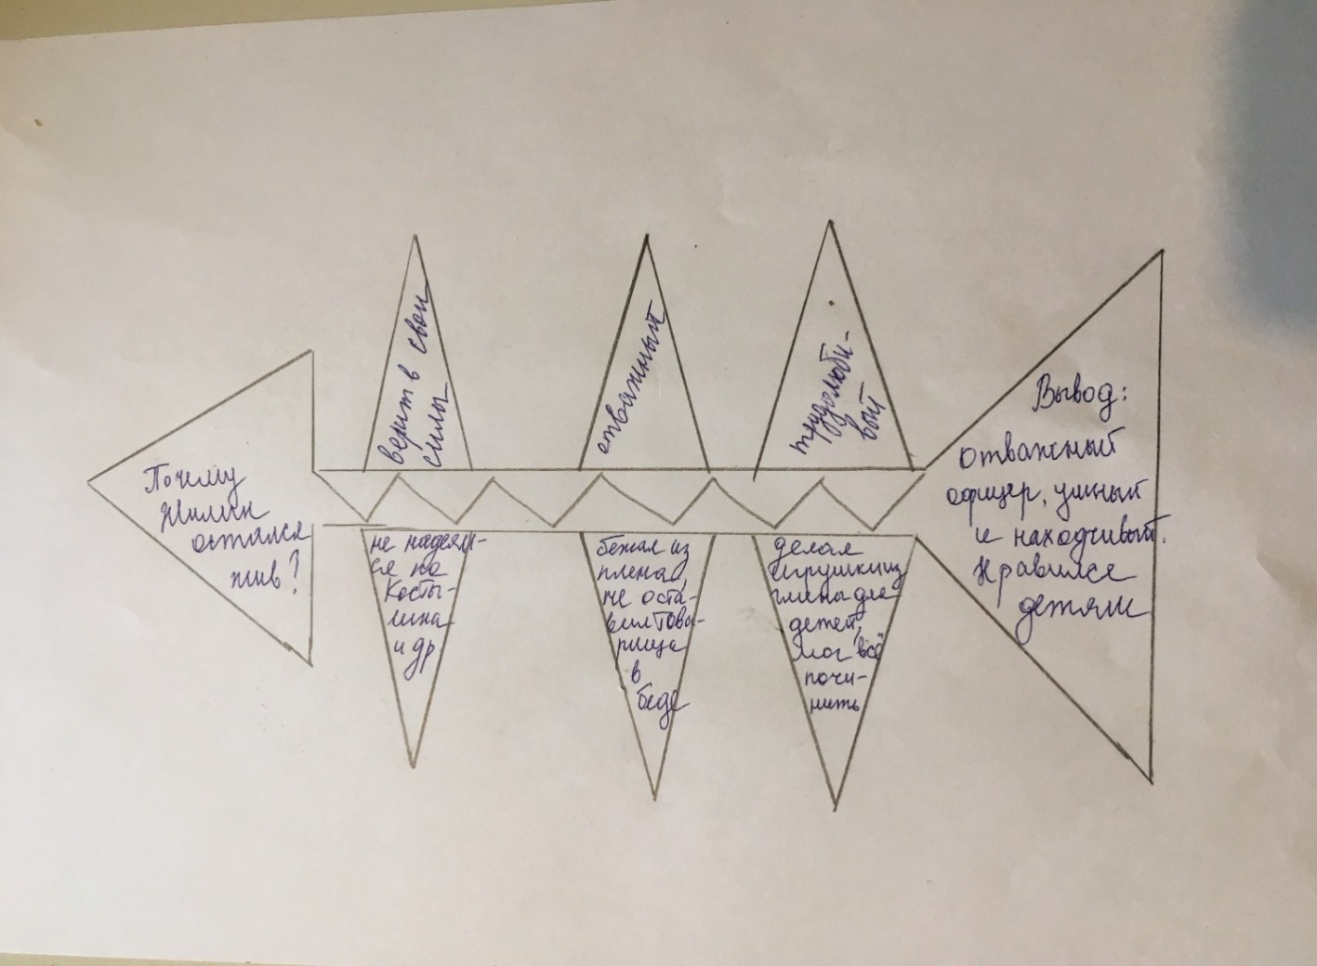 Почему
Жилин
остался
жив?
верит в свои
силы
отважный
трудолюби-
вый
не надеял-
ся на
Косты-
лина
и др
бежал из
плена,
не оста-
вил това-
рища
в
беде
делал
игрушки из
глины для
детей,
мог всё
почи-
нить
Вывод:
отважный
офицер, умный
и находчивый.
Нравился
детям